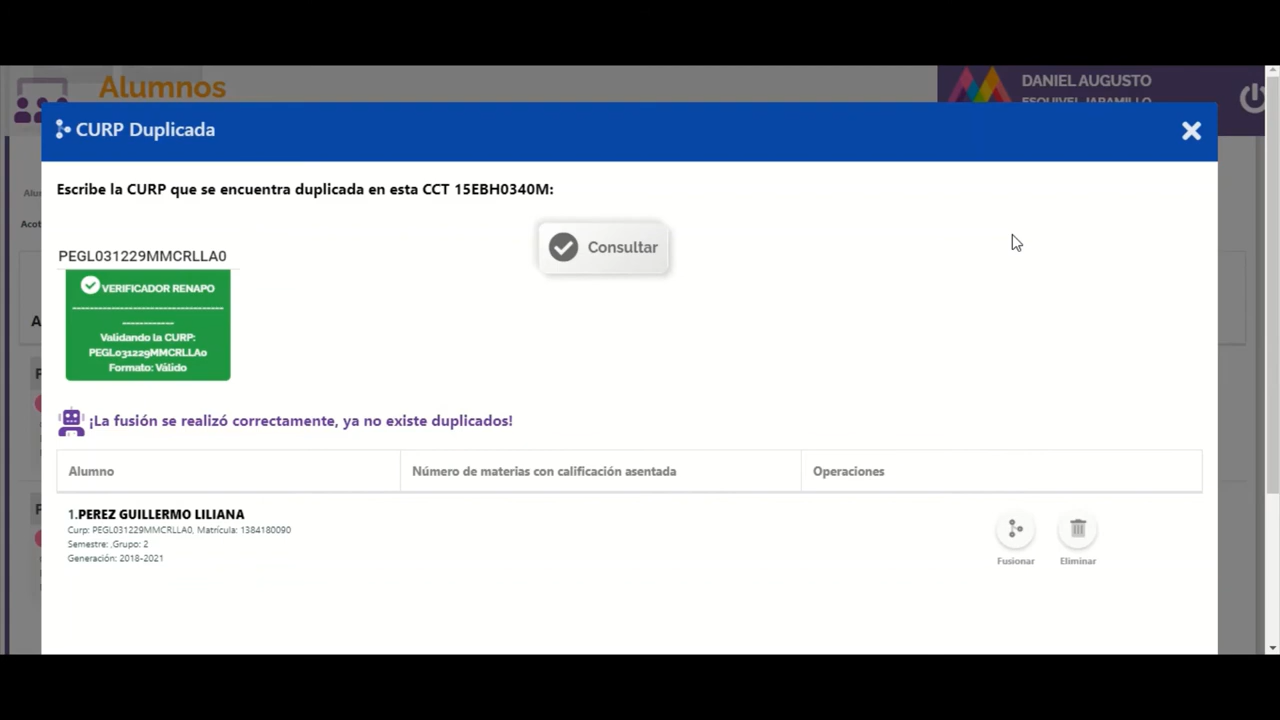 Alumnos
DANIEL AUGUSTO
ESQUIVEL JARAMILLO
CURP Duplicada
Escribe la CURP que se encuentra duplicada en esta CCT 15EBH0340M:
Consultar
PEGL031229MMCRLLA0
VERIFICADOR RENAPO
-----------------------------------
------------
Validando la CURP:
PEGL031229MMCRLLA0
Formato: Válido
¡La fusión se realizó correctamente, ya no existe duplicados!
Alumno Número de materias con calificación asentada Operaciones
1.PEREZ GUILLERMO LILIANA
Curp: PEGL031229MMCRLLA0, Matrícula: 1384180090
Semestre: ,Grupo: 2
Generación: 2018-2021
Fusionar Eliminar